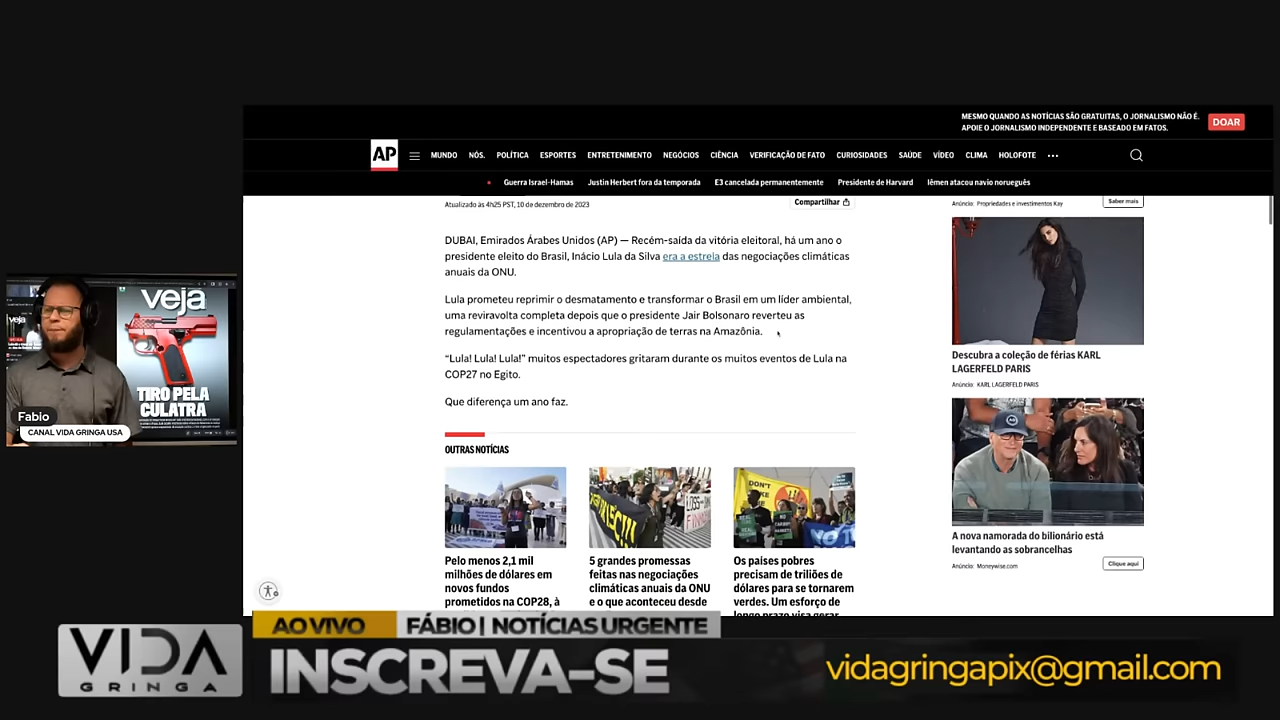 MESMO QUANDO AS NOTÍCIAS SÃO GRATUITAS, O JORNALISMO NÃO É.
APOIE O JORNALISMO INDEPENDENTE E BASEADO EM FATOS.
DOAR
AP
MUNDO NÓS. POLÍTICA ESPORTES ENTRETENIMENTO NEGÓCIOS CIÊNCIA VERIFICAÇÃO DE FATO CURIOSIDADES SAÚDE VÍDEO CLIMA HOLOFOTE
Guerra Israel-Hamas Justin Herbert fora da temporada E3 cancelada permanentemente Presidente de Harvard Iêmen atacou navio norueguês
Atualizado às 4h25 PST, 10 de dezembro de 2023
Compartilhar
DUBAI, Emirados Árabes Unidos (AP) — Recém-saída da vitória eleitoral, há um ano o
presidente eleito do Brasil, Inácio Lula da Silva era a estrela das negociações climáticas
anuais da ONU.
Lula prometeu reprimir o desmatamento e transformar o Brasil em um líder ambiental,
uma reviravolta completa depois que o presidente Jair Bolsonaro reverteu as
regulamentações e incentivou a apropriação de terras na Amazônia.
“Lula! Lula! Lula!” muitos espectadores gritaram durante os muitos eventos de Lula na
COP27 no Egito.
Que diferença um ano faz.
OUTRAS NOTÍCIAS
DON'T
NO
Pelo menos 2,1 mil
milhões de dólares em
novos fundos
prometidos na COP28, à
5 grandes promessas
feitas nas negociações
climáticas anuais da ONU
e o que aconteceu desde
Os países pobres
precisam de triliões de
dólares para se tornarem
verdes. Um esforço de
longo prazo visa gerar
Anúncio: Propriedades e investimentos Kay
Saber mais
Descubra a coleção de férias KARL
LAGERFELD PARIS
Anúncio: KARL LAGERFELD PARIS
A nova namorada do bilionário está
levantando as sobrancelhas
Anúncio: Moneywise.com
Clique aqui
veja
TIRO PELA
CULATRA
Fabio
CANAL VIDA GRINGA USA
AO VIVO
FÁBIO | NOTÍCIAS URGENTE
VIDA
GRINGA
INSCREVA-SE
vidagringapix@gmail.com